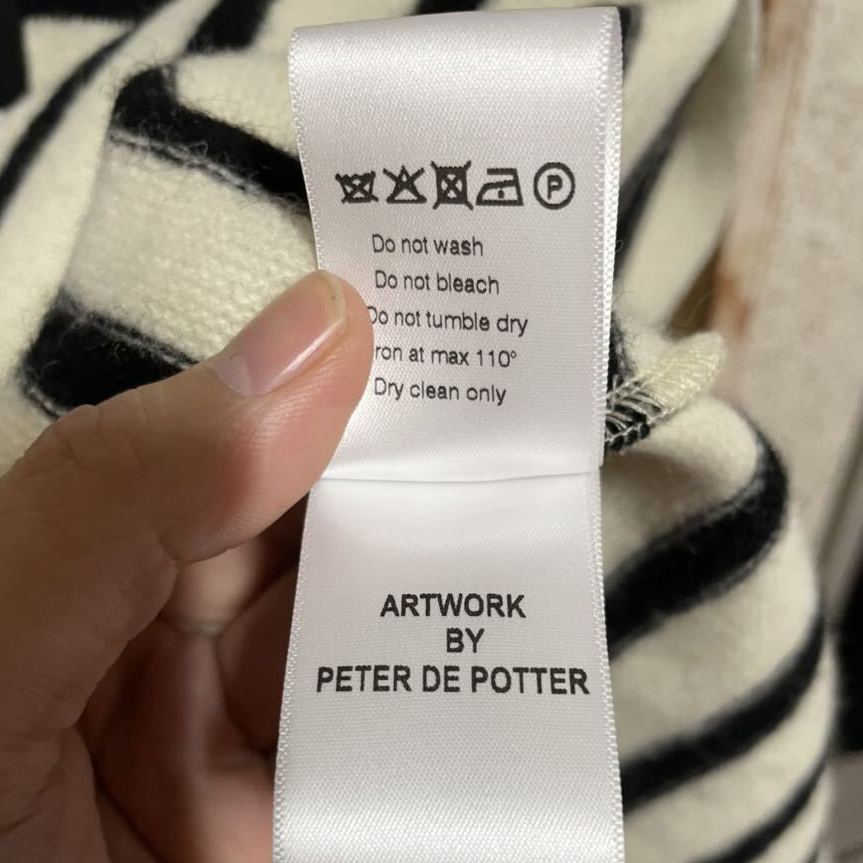 P
Do not wash
Do not bleach
Do not tumble dry
ron at max 110°
Dry clean only
ARTWORK
BY
PETER DE POTTER